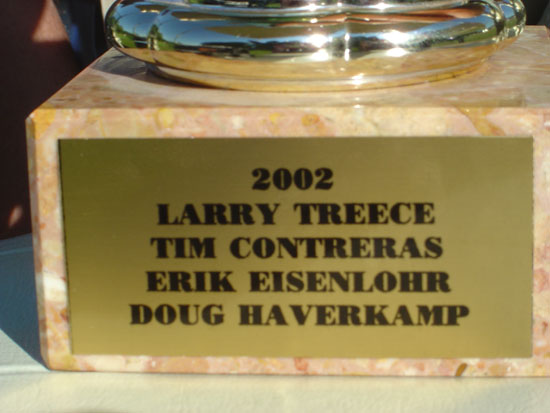 2002
LARRY TREECE
TIM CONTRERAS
ERIK EISENLOHR
DOUG HAVERKAMP